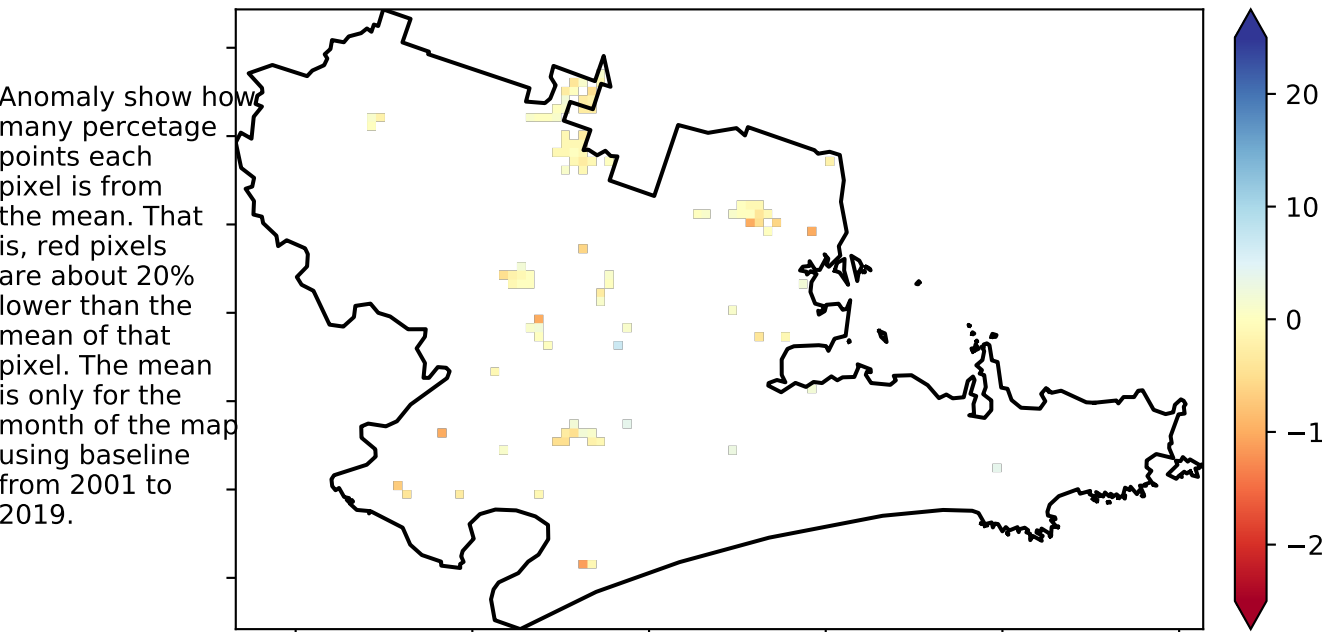 Anomaly show how
many percetage
points each
pixel is from
the mean. That
is, red pixels
are about 20%
lower than the
mean of that
pixel. The mean
is only for the
month of the map
using baseline
from 2001 to
2019.
20
10
0
−1
−2